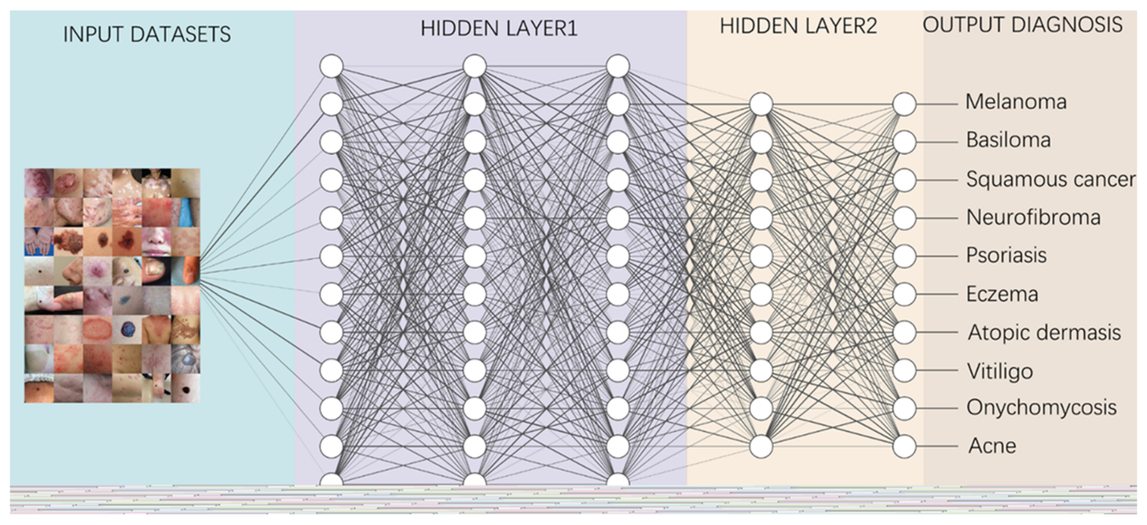 INPUT DATASETS
HIDDEN LAYER1
HIDDEN LAYER2
OUTPUT DIAGNOSIS
Melanoma
Basiloma
Squamous cancer
Neurofibroma
Psoriasis
Eczema
Atopic dermasis
Vitiligo
Onychomycosis
Acne